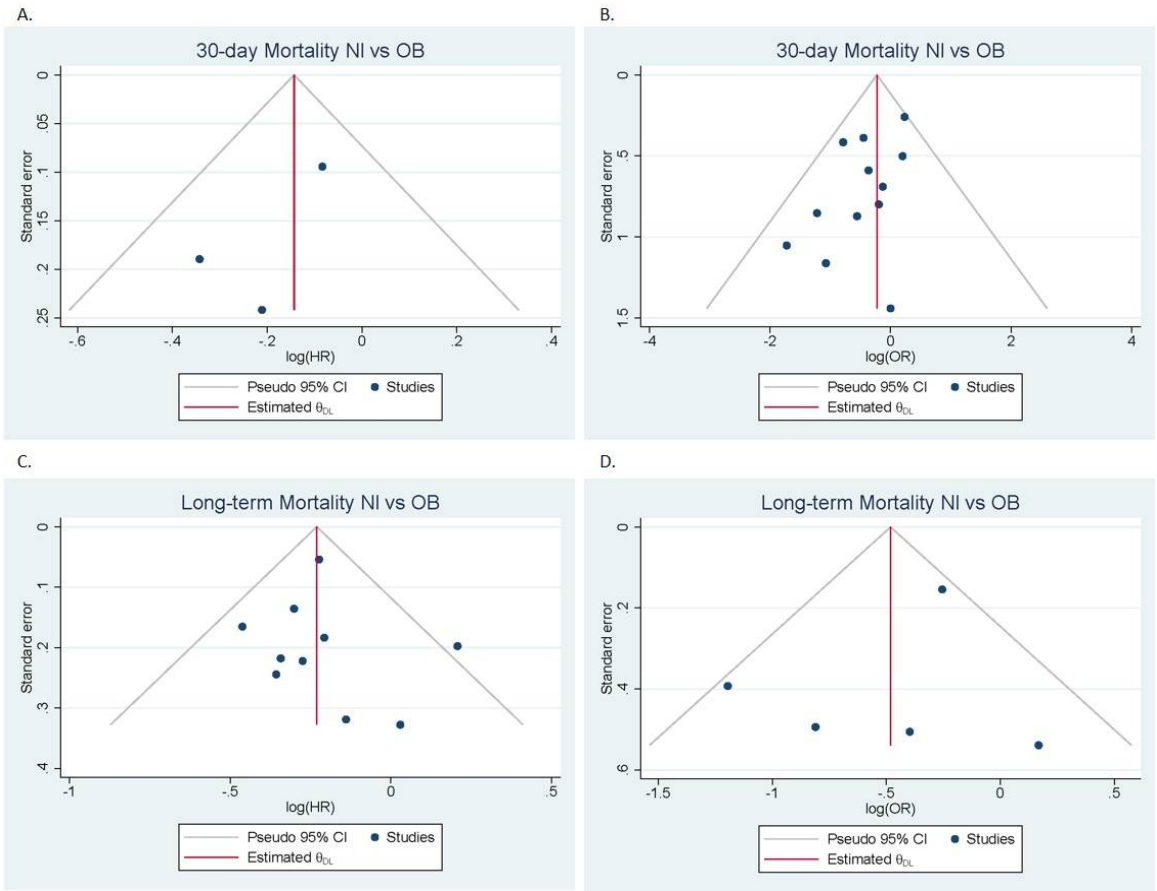 A.
30-day Mortality NI vs OB
Standard error
0
.05
.1
.15
.2
.25
-.6 -.4 -.2 0 .2 .4
log(HR)
Pseudo 95% CI Studies
Estimated θDL
B.
30-day Mortality NI vs OB
Standard error
0
.5
1
1.5
-4 -2 0 2 4
log(OR)
Pseudo 95% CI Studies
Estimated θDL
C.
Long-term Mortality NI vs OB
Standard error
0
.1
.2
.3
.4
-1 -.5 0 .5
log(HR)
Pseudo 95% CI Studies
Estimated θDL
D.
Long-term Mortality NI vs OB
Standard error
0
.2
.4
.6
-1.5 -1 -.5 0 .5
log(OR)
Pseudo 95% CI Studies
Estimated θDL